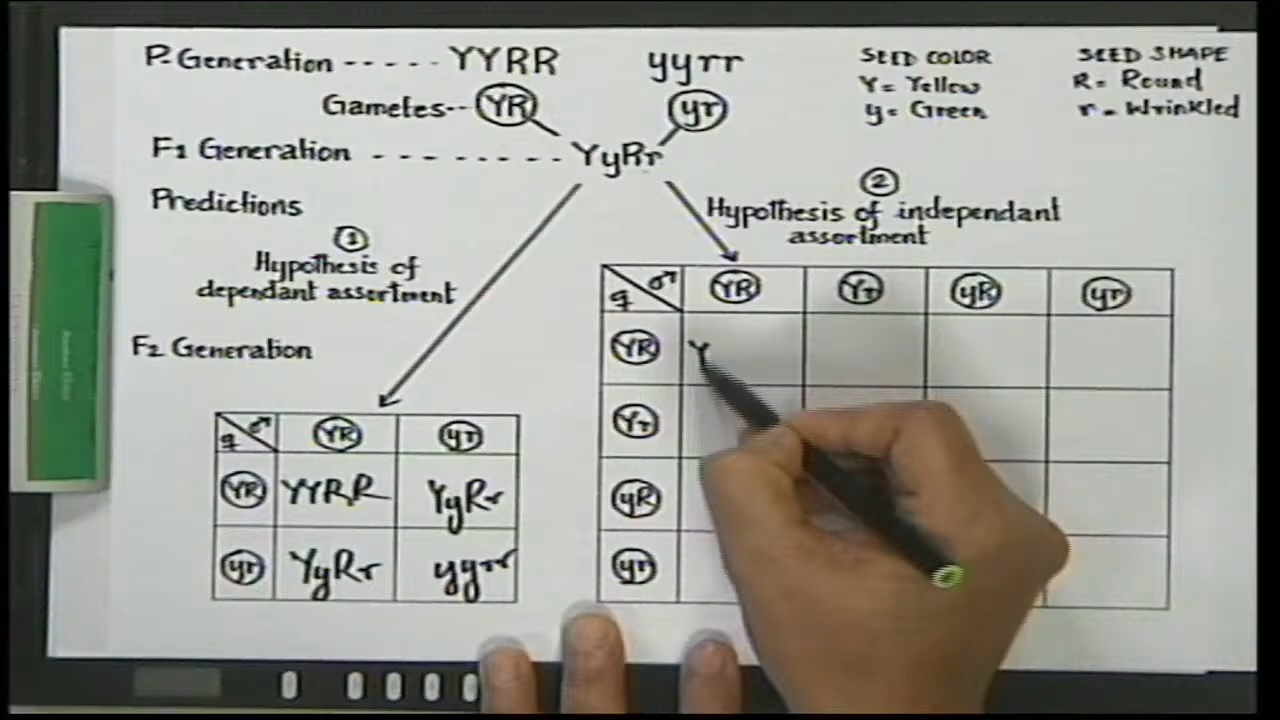 P-Generation ----- YYRR yyrr
Gametes-- YR yr
F1 Generation --------- YyRr
SEED COLOR
Y= Yellow
y= Green
SEED SHAPE
R= Round
r= Wrinkled
Predictions
1
Hypothesis of
dependant assortment
2
Hypothesis of independant
assortment
F2 Generation
♀ ♂ YR yr
YR YYRR YyRr
yr YyRr yyrr
♀ ♂ YR Yr yR yr
YR Y
Yr
yR
yr